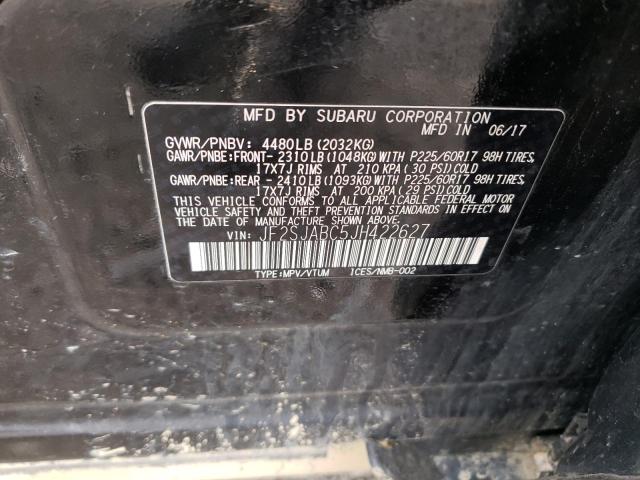 MFD BY SUBARU CORPORATION
MFD IN 06/17
GVWR/PNBV: 4480LB(2032KG)
GAWR/PNBE:FRONT- 2310LB(1048KG)WITH P225/60R17 98H TIRES,
17X7J RIMS AT 210 KPA(30 PSI)COLD
GAWR/PNBE:REAR - 2410LB(1093KG)WITH P225/60R17 98H TIRES,
17X7J RIMS AT 200 KPA(29 PSI)COLD
THIS VEHICLE CONFORMS TO ALL APPLICABLE FEDERAL MOTOR
VEHICLE SAFETY AND THEFT PREVENTION STANDARDS IN EFFECT
ON THE DATE OF MANUFACTURE SHOWN ABOVE.
VIN: JF2SJABC5JH422627
TYPE:MPV/VTUM ICES/NMB-002